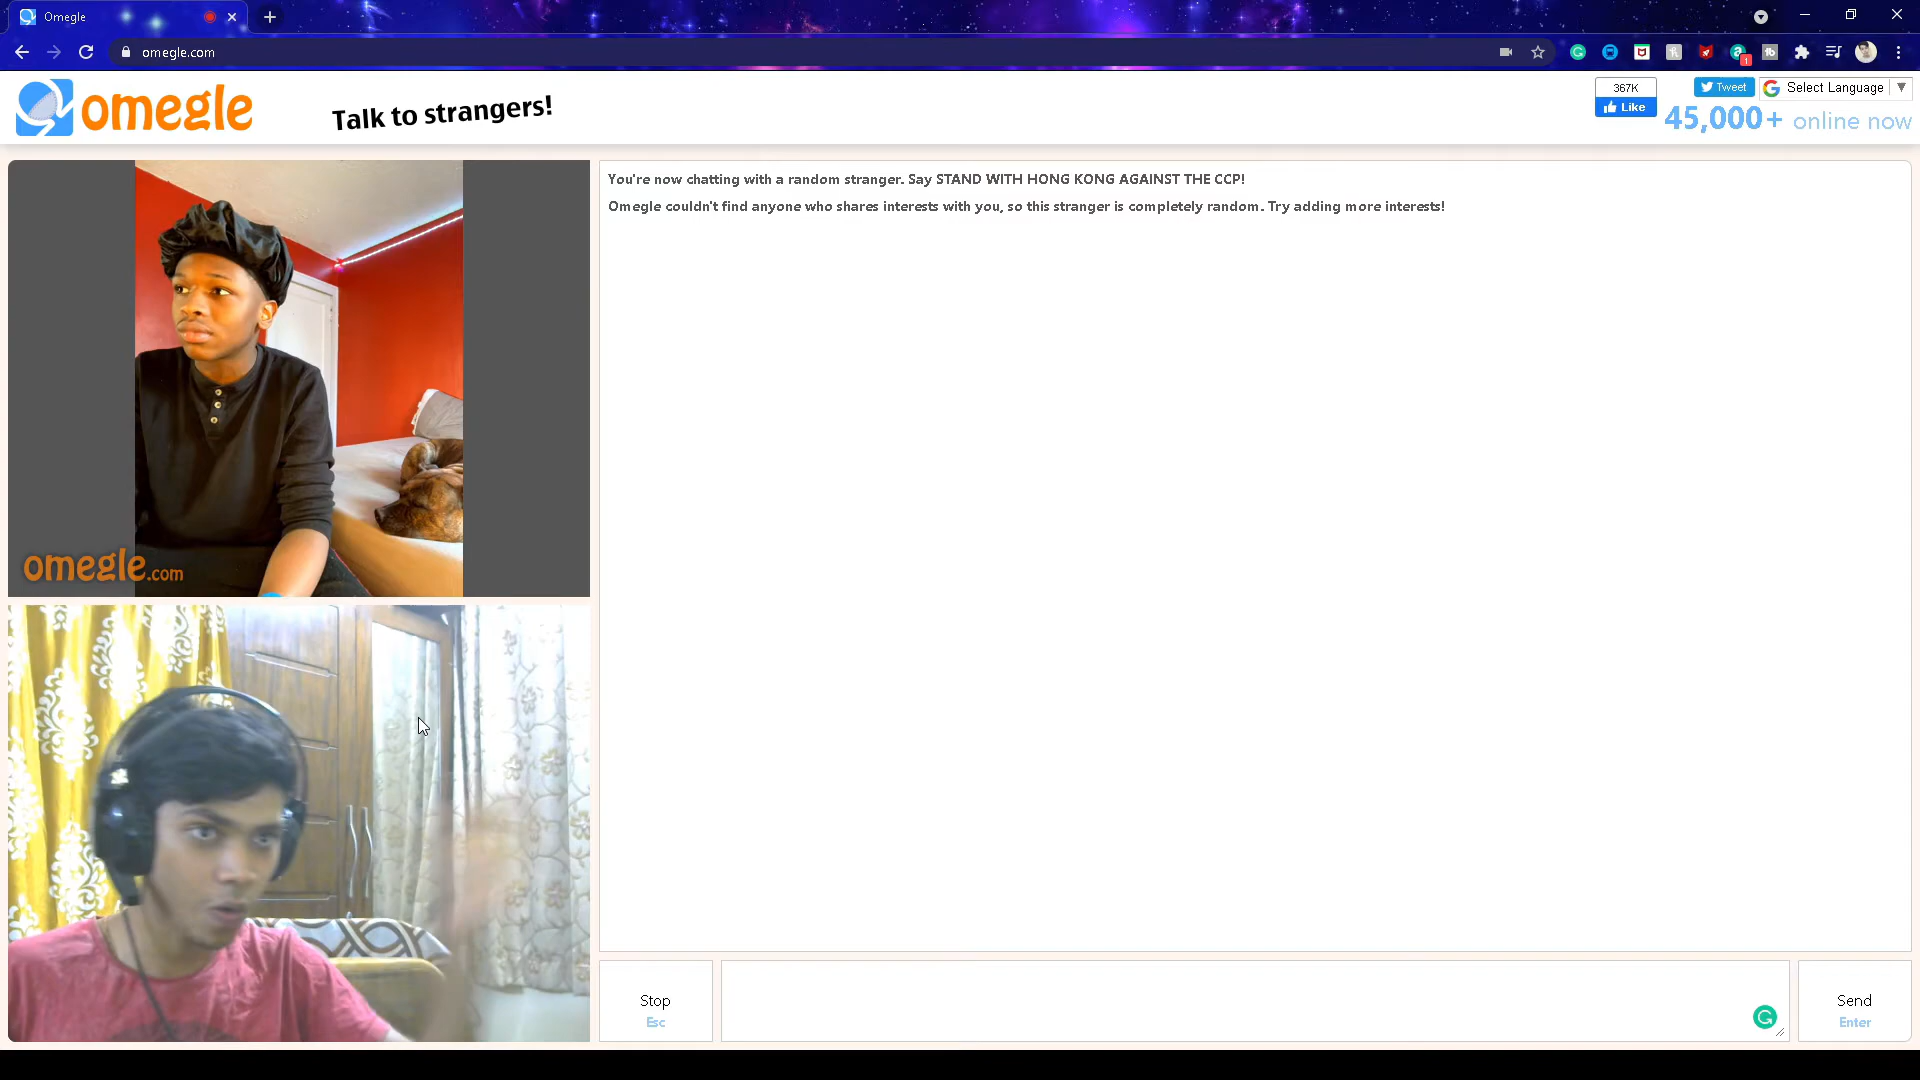 Omegle
omegle.com
omegle
Talk to strangers!
367K
Like
Tweet
Select Language
45,000+ online now
You're now chatting with a random stranger. Say STAND WITH HONG KONG AGAINST THE CCP!
Omegle couldn't find anyone who shares interests with you, so this stranger is completely random. Try adding more interests!
omegle.com
Stop
Esc
Send
Enter